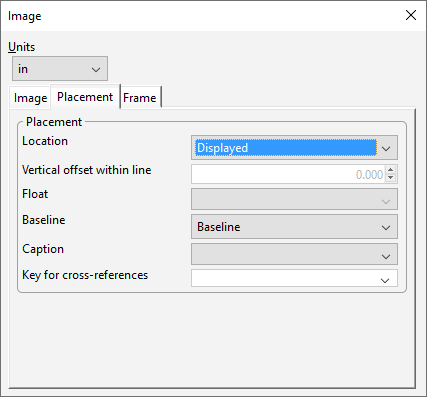 Image
Units
in
Image Placement Frame
Placement
Location Displayed
Vertical offset within line 0.000
Float
Baseline Baseline
Caption
Key for cross-references